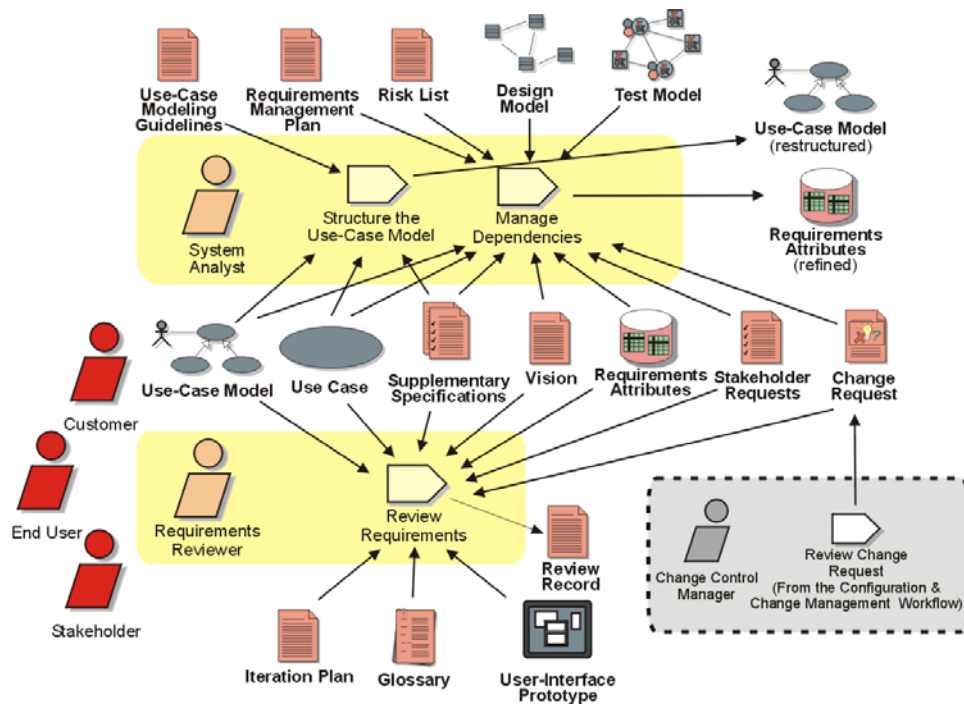 Use-Case
Modeling
Guidelines
Requirements
Management
Plan
Risk List
Design
Model
Test Model
Use-Case Model
(restructured)
System
Analyst
Structure the
Use-Case Model
Manage
Dependencies
Requirements
Attributes
(refined)
Customer
Use-Case Model
Use Case
Supplementary
Specifications
Vision
Requirements
Attributes
Stakeholder
Requests
Change
Request
End User
Requirements
Reviewer
Review
Requirements
Review
Record
Change Control
Manager
Review Change
Request
(From the Configuration &
Change Management Workflow)
Stakeholder
Iteration Plan
Glossary
User-Interface
Prototype